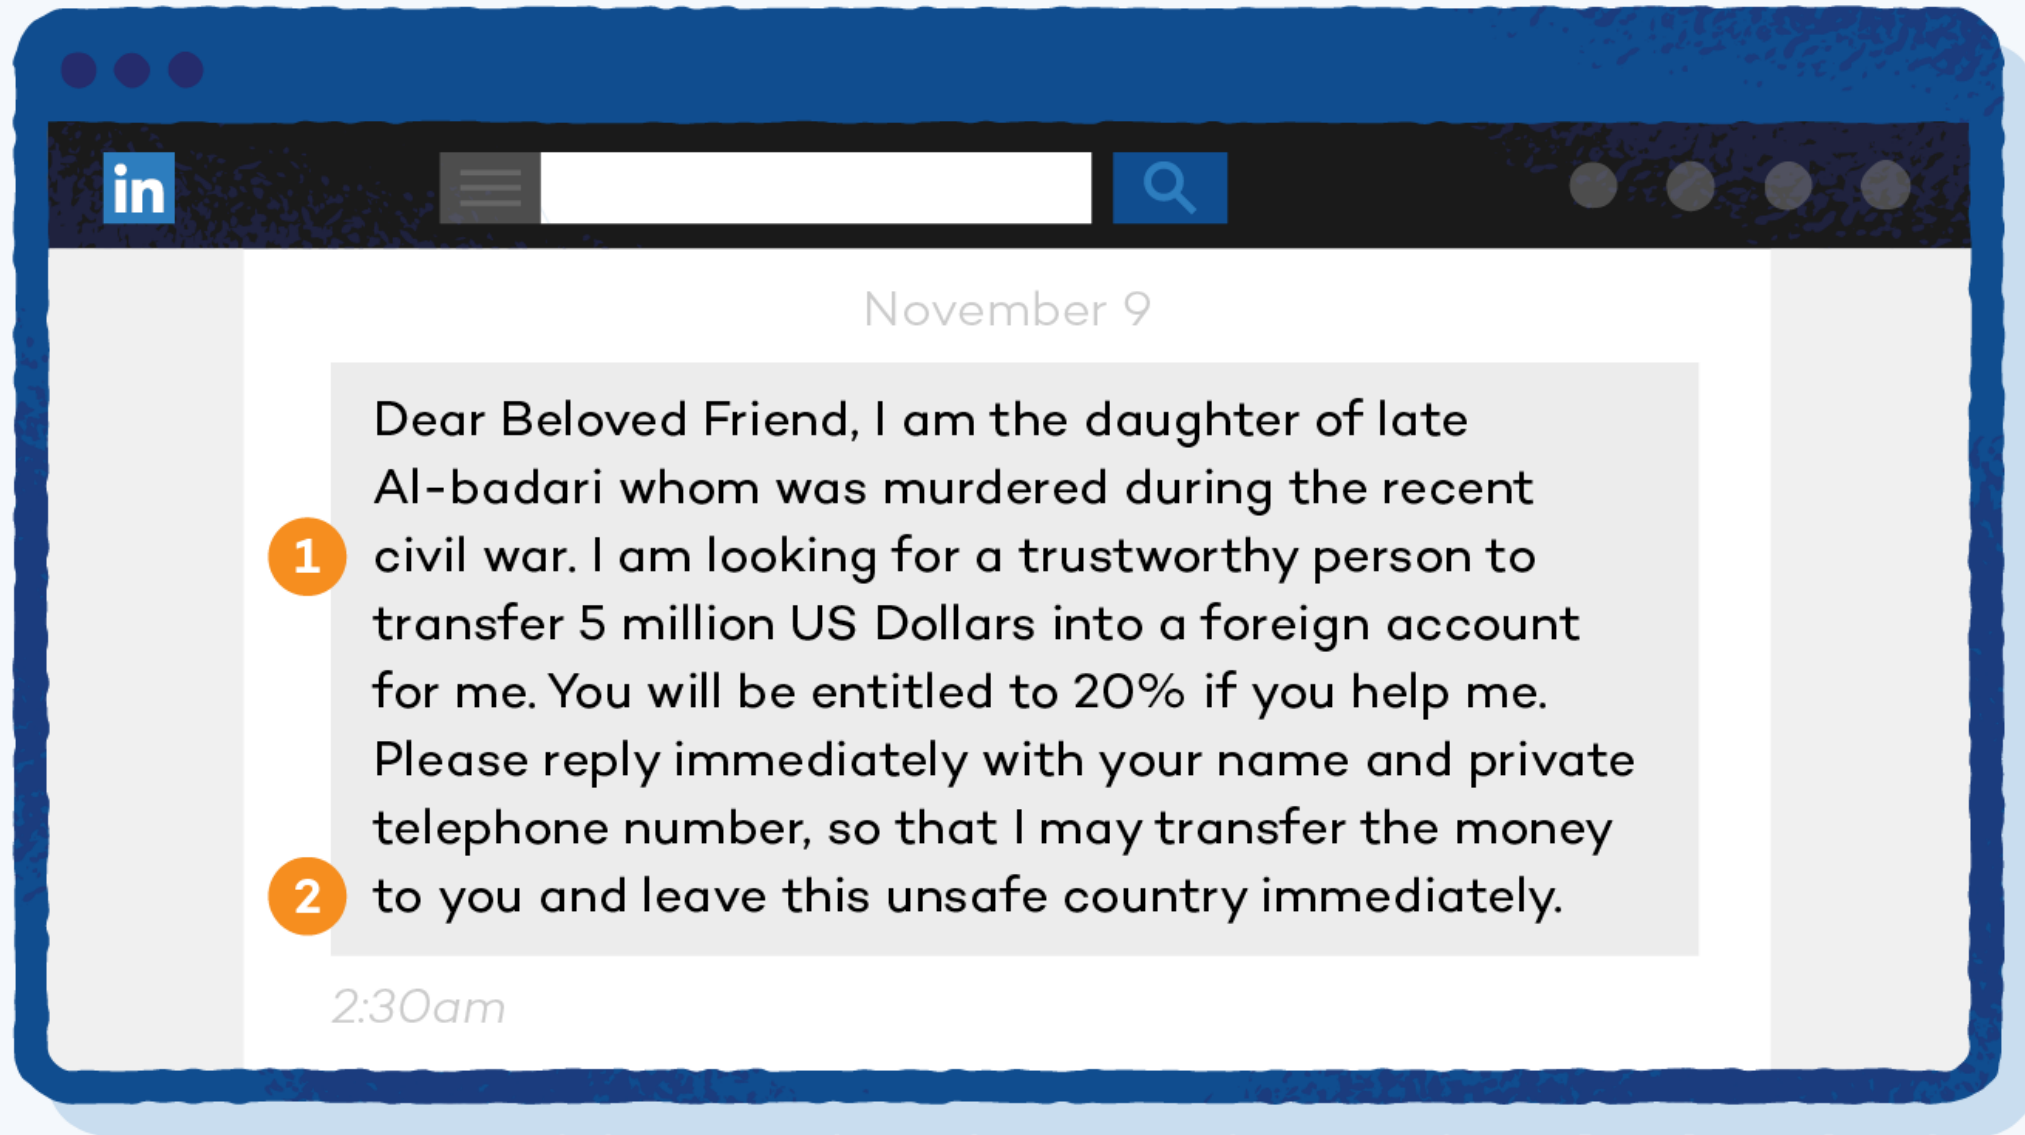 in
November 9
Dear Beloved Friend, I am the daughter of late
Al-badari whom was murdered during the recent
1 civil war. I am looking for a trustworthy person to
transfer 5 million US Dollars into a foreign account
for me. You will be entitled to 20% if you help me.
Please reply immediately with your name and private
telephone number, so that I may transfer the money
2 to you and leave this unsafe country immediately.
2:30am